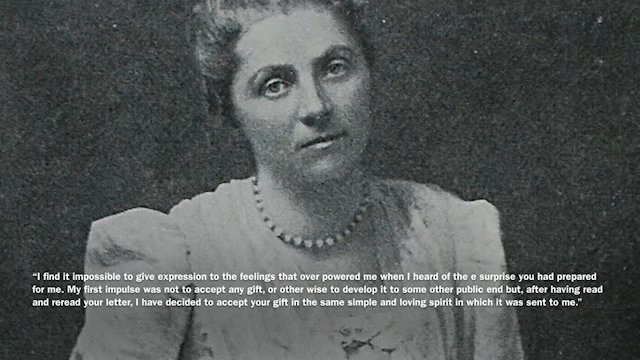 “I find it impossible to give expression to the feelings that over powered me when I heard of the e surprise you had prepared
for me. My first impulse was not to accept any gift, or other wise to develop it to some other public end but, after having read
and reread your letter, I have decided to accept your gift in the same simple and loving spirit in which it was sent to me.”